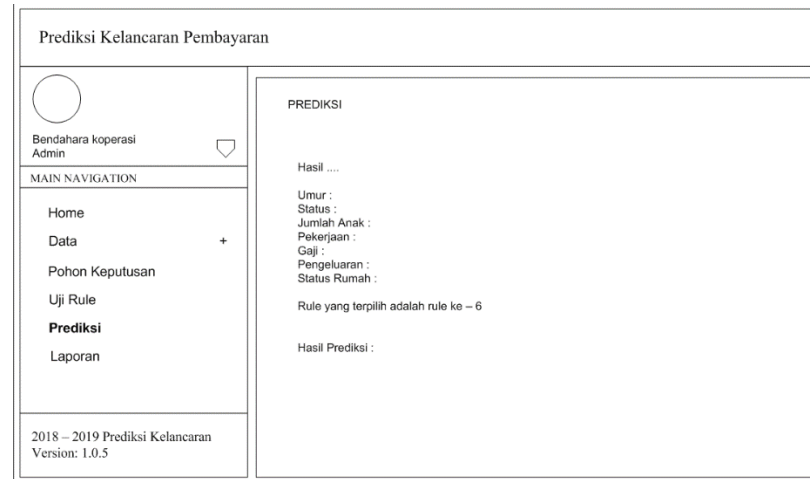 Prediksi Kelancaran Pembayaran
Bendahara koperasi
Admin
MAIN NAVIGATION
Home
Data +
Pohon Keputusan
Uji Rule
Prediksi
Laporan
2018 – 2019 Prediksi Kelancaran
Version: 1.0.5
PREDIKSI
Hasil ....
Umur :
Status :
Jumlah Anak :
Pekerjaan :
Gaji :
Pengeluaran :
Status Rumah :
Rule yang terpilih adalah rule ke – 6
Hasil Prediksi :